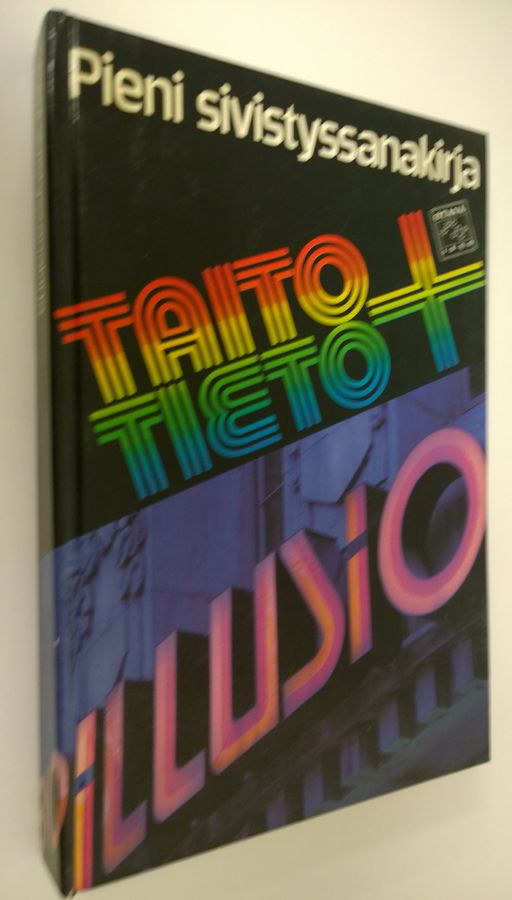 Pieni sivistyssanakirja
TAITO +
TIETO
iLLUSiO